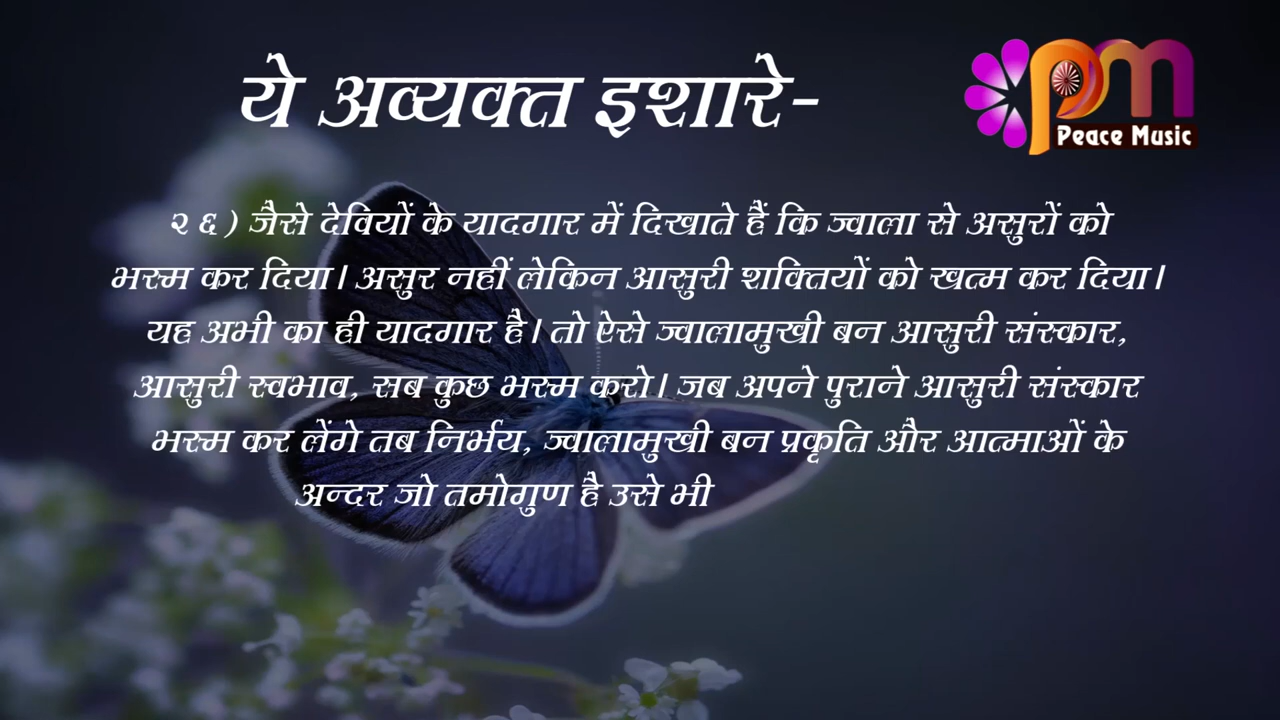 ये अव्यक्त इशारे-
pm
Peace Music
२६) जैसे देवियों के यादगार में दिखाते हैं कि ज्वाला से असुरों को
भस्म कर दिया। असुर नहीं लेकिन आसुरी शक्तियों को खत्म कर दिया।
यह अभी का ही यादगार है। तो ऐसे ज्वालामुखी बन आसुरी संस्कार,
आसुरी स्वभाव, सब कुछ भस्म करो। जब अपने पुराने आसुरी संस्कार
भस्म कर लेंगे तब निर्भय, ज्वालामुखी बन प्रकृति और आत्माओं के
अन्दर जो तमोगुण है उसे भी